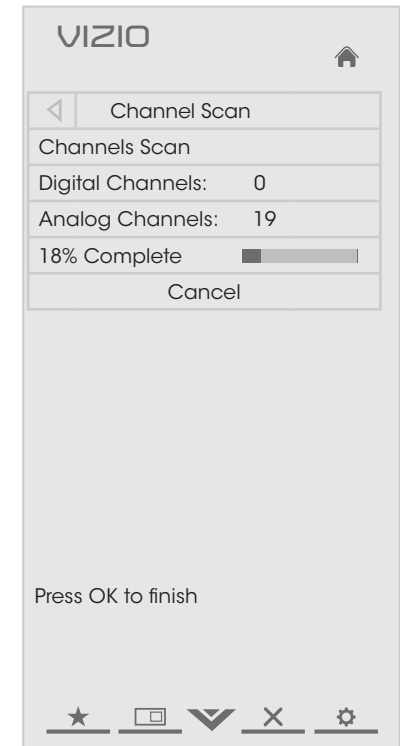 VIZIO
Channel Scan
Channels Scan
Digital Channels: 0
Analog Channels: 19
18% Complete
Cancel
Press OK to finish